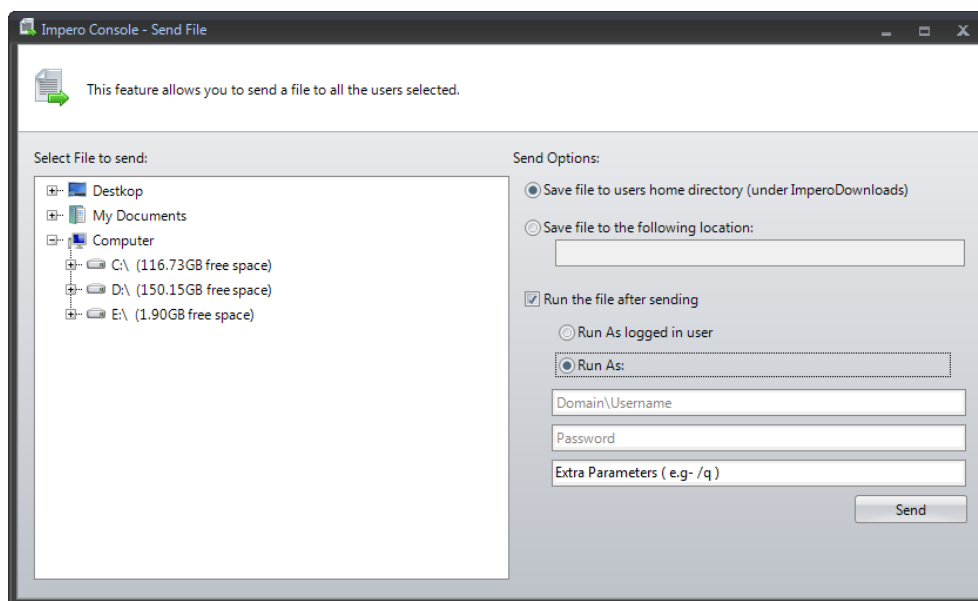 Impero Console - Send File
This feature allows you to send a file to all the users selected.
Select File to send:
Destkop
My Documents
Computer
C:\ (116.73GB free space)
D:\ (150.15GB free space)
E:\ (1.90GB free space)
Send Options:
Save file to users home directory (under ImperoDownloads)
Save file to the following location:
Run the file after sending
Run As logged in user
Run As:
Domain\Username
Password
Extra Parameters ( e.g- /q )
Send